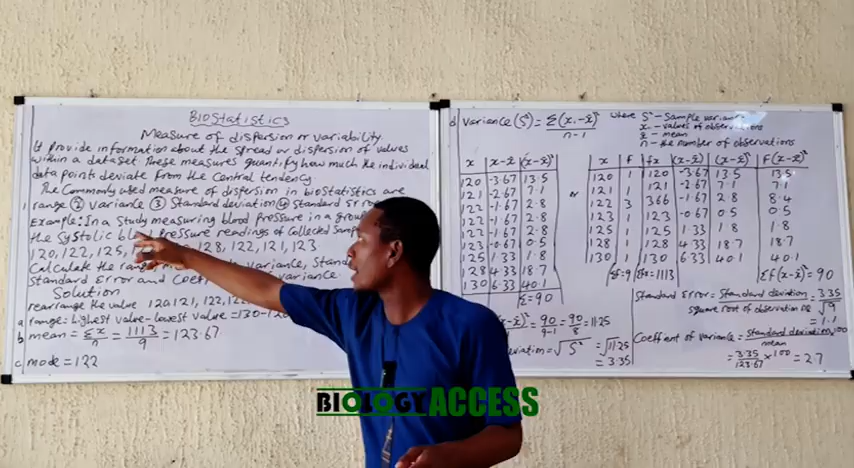 BIOStatistics
Measure of dispersion or variability
It provide information about the spread or dispersion of values
within a dataset. These measures quantify how much the individual
data points deviate from the Central tendency.
The Commonly used measure of dispersion in biostatistics are
1 range ② variance ③ Standard deviation ④ standard error
Example: In a study measuring blood pressure in a group
the systolic blood Pressure readings of Collected Sample
120, 122, 125, 128, 122, 121, 123
Calculate the range, variance, Stand
Standard Error and Coeff of variance.
Solution
rearrange the value 120, 121, 122, 122
a range = Highest value - lowest value = 130-120
b mean = Σx/n = 1113/9 = 123.67
c mode = 122
d variance (S²) = Σ(x-x̄)²/n-1
where S² - Sample variance
x - values of observations
x̄ - mean
n - the number of observations
x x-x̄ (x-x̄)²
120 -3.67 13.5
121 -2.67 7.1
122 -1.67 2.8
122 -1.67 2.8
122 -1.67 2.8
123 -0.67 0.5
125 1.33 1.8
128 4.33 18.7
130 6.33 40.1
Σ=90
or
x F fx (x-x̄) (x-x̄)² F(x-x̄)²
120 1 120 -3.67 13.5 13.5
121 1 121 -2.67 7.1 7.1
122 3 366 -1.67 2.8 8.4
123 1 123 -0.67 0.5 0.5
125 1 125 1.33 1.8 1.8
128 1 128 4.33 18.7 18.7
130 1 130 6.33 40.1 40.1
Σf=9 Σfx=1113 Σf(x-x̄)²=90
-x̄)² = 90/9-1 = 90/8 = 11.25
deviation = √S² = √11.25
= 3.35
Standard Error = Standard deviation/square root of observation = 3.35/√9
= 1.1
Coeffient of variance = standard deviation/mean × 100
= 3.35/123.67 × 100 = 2.7
BIOLOGY ACCESS